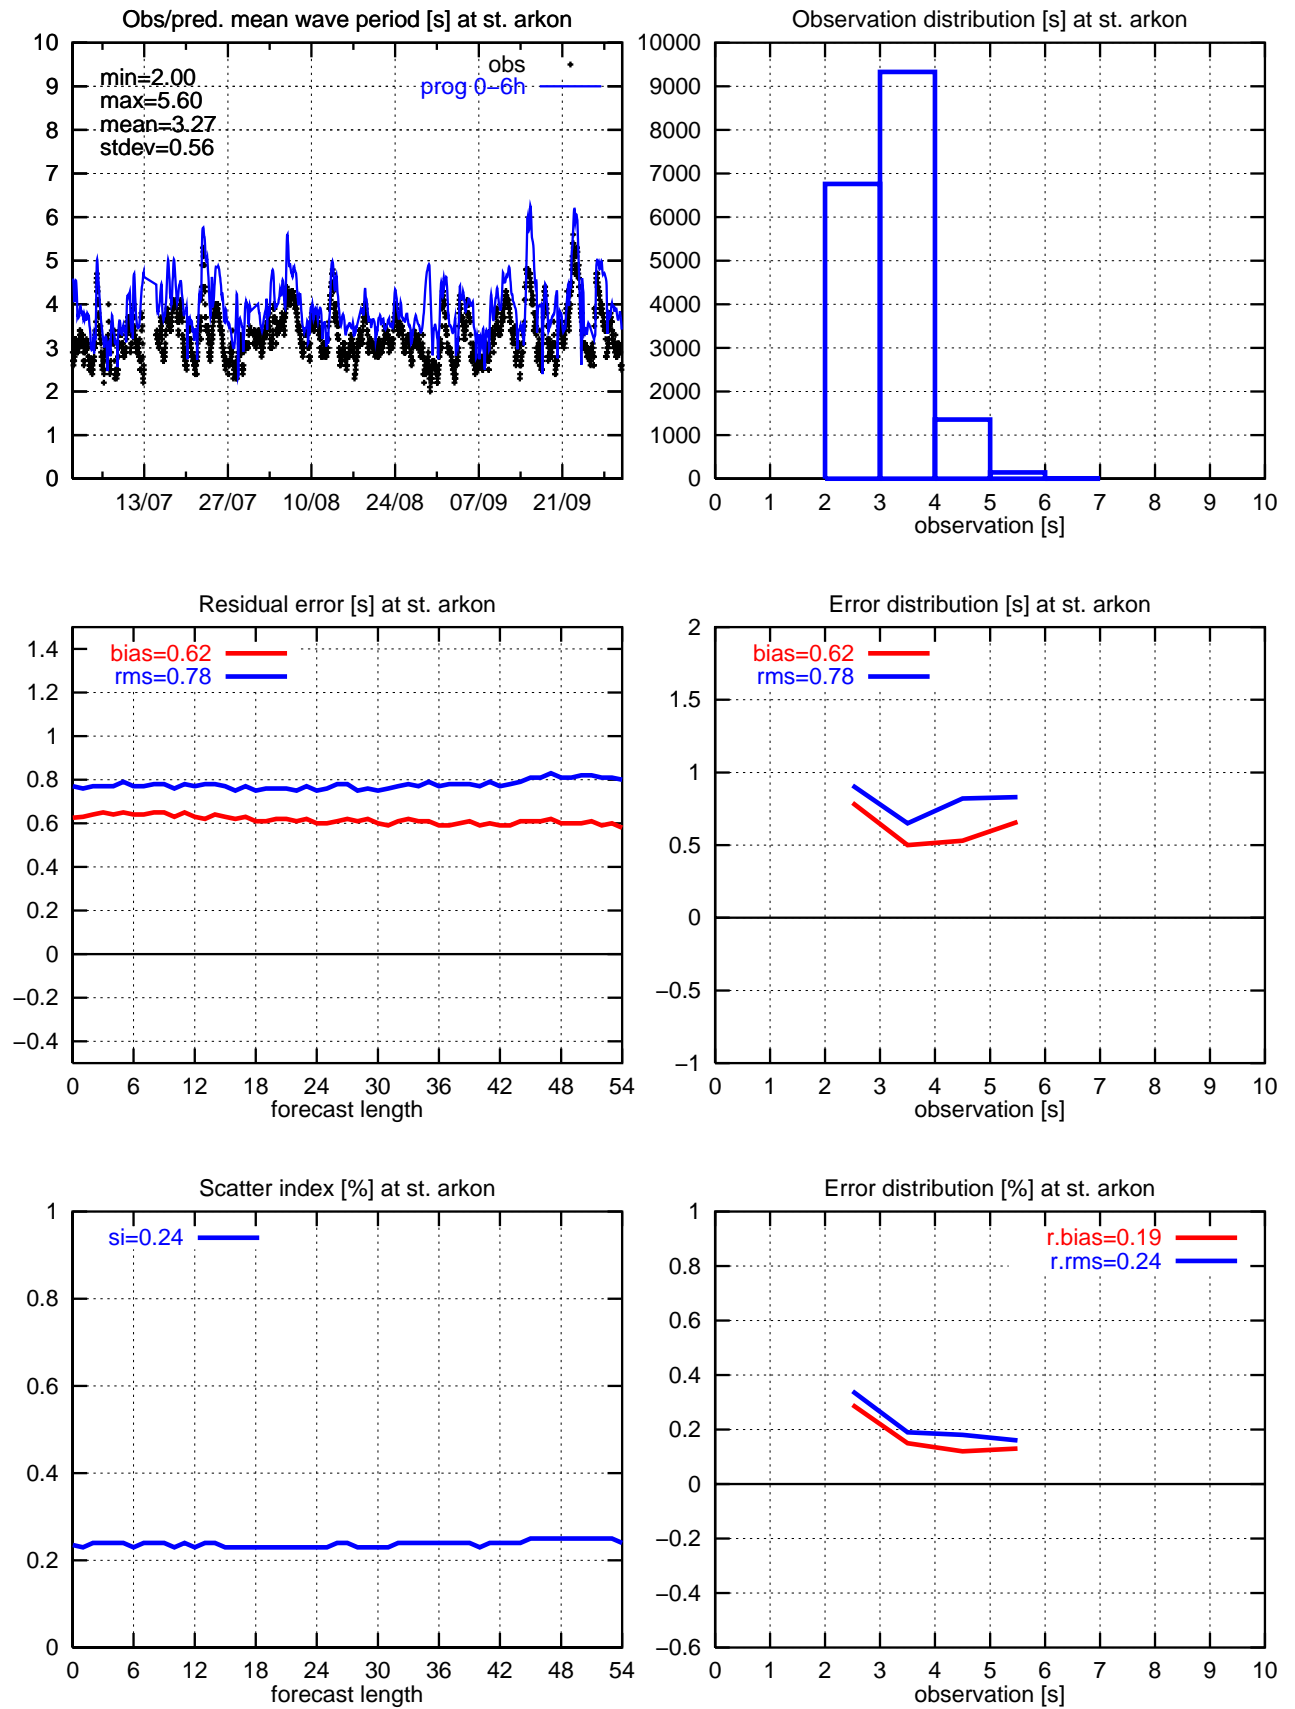 Obs/pred. mean wave period [s] at st. arkon
10
9
8
7
6
5
4
3
2
1
0
min=2.00
max=5.60
mean=3.27
stdev=0.56
obs
prog 0−6h
13/07 27/07 10/08 24/08 07/09 21/09
Observation distribution [s] at st. arkon
10000
9000
8000
7000
6000
5000
4000
3000
2000
1000
0
0 1 2 3 4 5 6 7 8 9 10
observation [s]
Residual error [s] at st. arkon
bias=0.62
rms=0.78
1.4
1.2
1
0.8
0.6
0.4
0.2
0
−0.2
−0.4
0 6 12 18 24 30 36 42 48 54
forecast length
Error distribution [s] at st. arkon
bias=0.62
rms=0.78
2
1.5
1
0.5
0
−0.5
−1
0 1 2 3 4 5 6 7 8 9 10
observation [s]
Scatter index [%] at st. arkon
si=0.24
1
0.8
0.6
0.4
0.2
0
0 6 12 18 24 30 36 42 48 54
forecast length
Error distribution [%] at st. arkon
r.bias=0.19
r.rms=0.24
1
0.8
0.6
0.4
0.2
0
−0.2
−0.4
−0.6
0 1 2 3 4 5 6 7 8 9 10
observation [s]